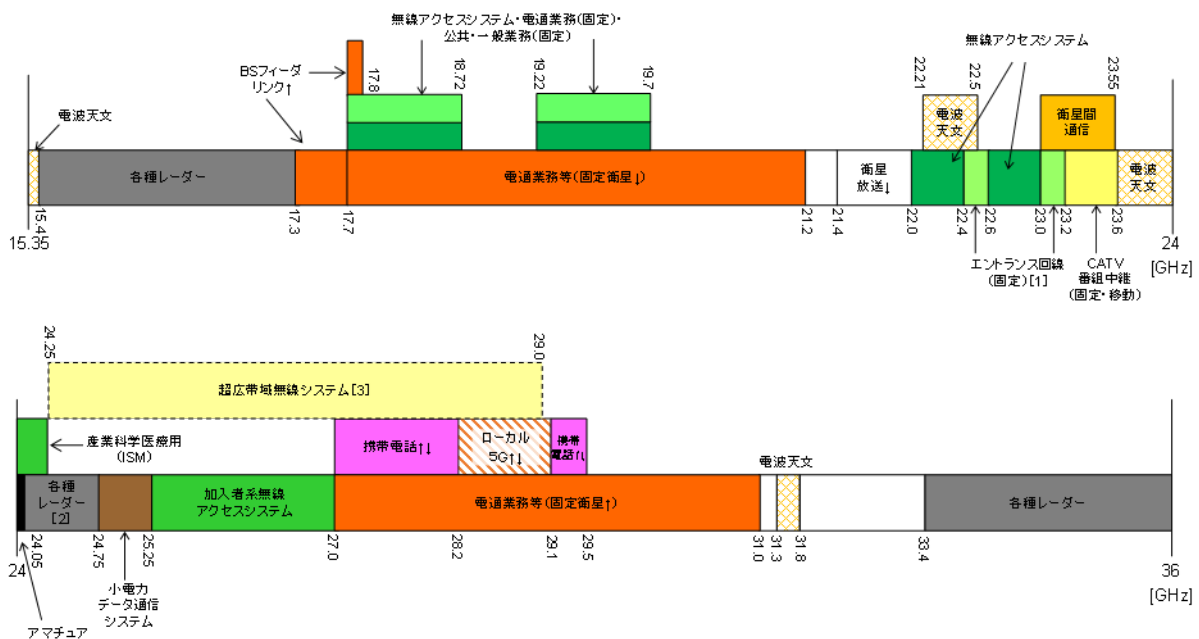 無線アクセスシステム・電通業務(固定)・
公共・一般業務(固定)
無線アクセスシステム
BSフィーダ
リンク↑
17.8
18.72
19.22
19.7
22.21
22.5
23.55
電波天文
電波
天文
衛星間
通信
各種レーダー
電通業務等(固定衛星↓)
衛星
放送↓
電波
天文
15.35
15.4
17.3
17.7
21.2
21.4
22.0
22.4
22.6
23.0
23.2
23.6
24
[GHz]
エントランス回線
(固定)[1]
CATV
番組中継
(固定・移動)
24.25
29.0
超広帯域無線システム[3]
産業科学医療用
(ISM)
携帯電話↑↓
ローカル
5G↑↓
携帯
電話↑↓
電波天文
各種
レーダー
[2]
加入者系無線
アクセスシステム
電通業務等(固定衛星↑)
各種レーダー
24
24.05
24.75
25.25
27.0
28.2
29.1
29.5
31.0
31.3
31.8
33.4
36
[GHz]
小電力
データ通信
システム
アマチュア